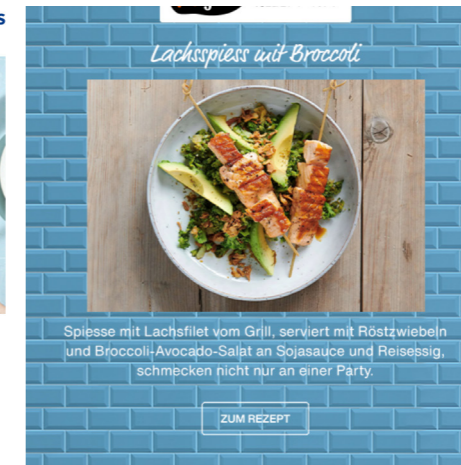 s
Lachsspiess mit Broccoli
Spiesse mit Lachsfilet vom Grill, serviert mit Röstzwiebeln
und Broccoli-Avocado-Salat an Sojasauce und Reisessig,
schmecken nicht nur an einer Party.
ZUM REZEPT